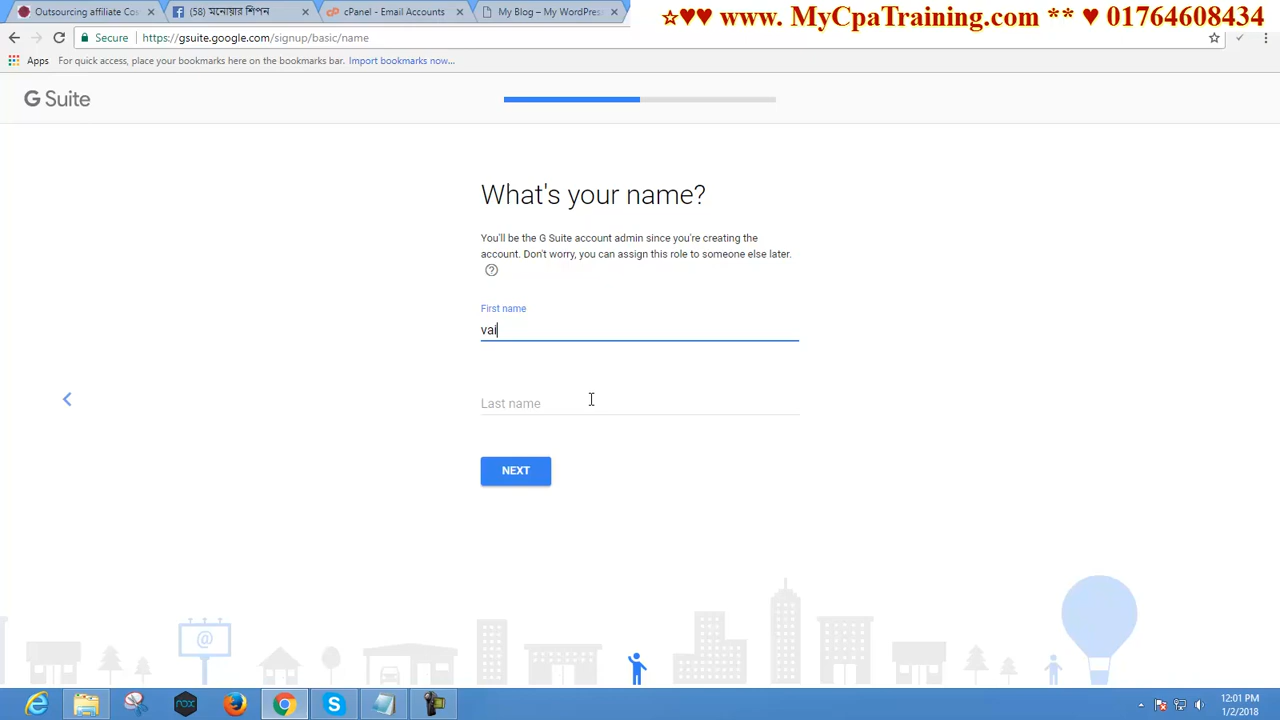 Outsourcing affiliate Co
(58) মনোয়ার শিপন
cPanel - Email Accounts
My Blog – My WordPress
☆♥♥ www. MyCpaTraining.com ** ♥ 01764608434
Secure
https://gsuite.google.com/signup/basic/name
Apps
For quick access, place your bookmarks here on the bookmarks bar.
Import bookmarks now...
G Suite
What's your name?
You'll be the G Suite account admin since you're creating the
account. Don't worry, you can assign this role to someone else later.
First name
vai
Last name
NEXT
@
nox
12:01 PM
1/2/2018